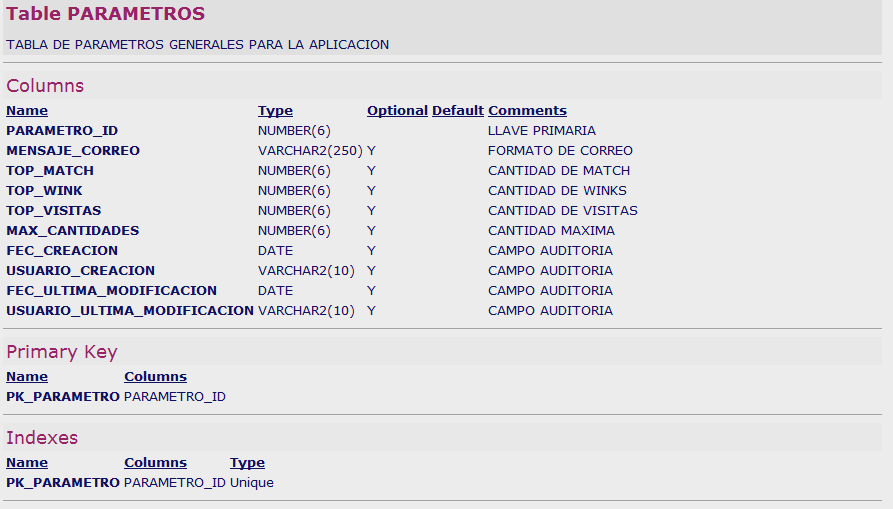 Table PARAMETROS
TABLA DE PARAMETROS GENERALES PARA LA APLICACION
Columns
Name Type Optional Default Comments
PARAMETRO_ID NUMBER(6) LLAVE PRIMARIA
MENSAJE_CORREO VARCHAR2(250) Y FORMATO DE CORREO
TOP_MATCH NUMBER(6) Y CANTIDAD DE MATCH
TOP_WINK NUMBER(6) Y CANTIDAD DE WINKS
TOP_VISITAS NUMBER(6) Y CANTIDAD DE VISITAS
MAX_CANTIDADES NUMBER(6) Y CANTIDAD MAXIMA
FEC_CREACION DATE Y CAMPO AUDITORIA
USUARIO_CREACION VARCHAR2(10) Y CAMPO AUDITORIA
FEC_ULTIMA_MODIFICACION DATE Y CAMPO AUDITORIA
USUARIO_ULTIMA_MODIFICACION VARCHAR2(10) Y CAMPO AUDITORIA
Primary Key
Name Columns
PK_PARAMETRO PARAMETRO_ID
Indexes
Name Columns Type
PK_PARAMETRO PARAMETRO_ID Unique